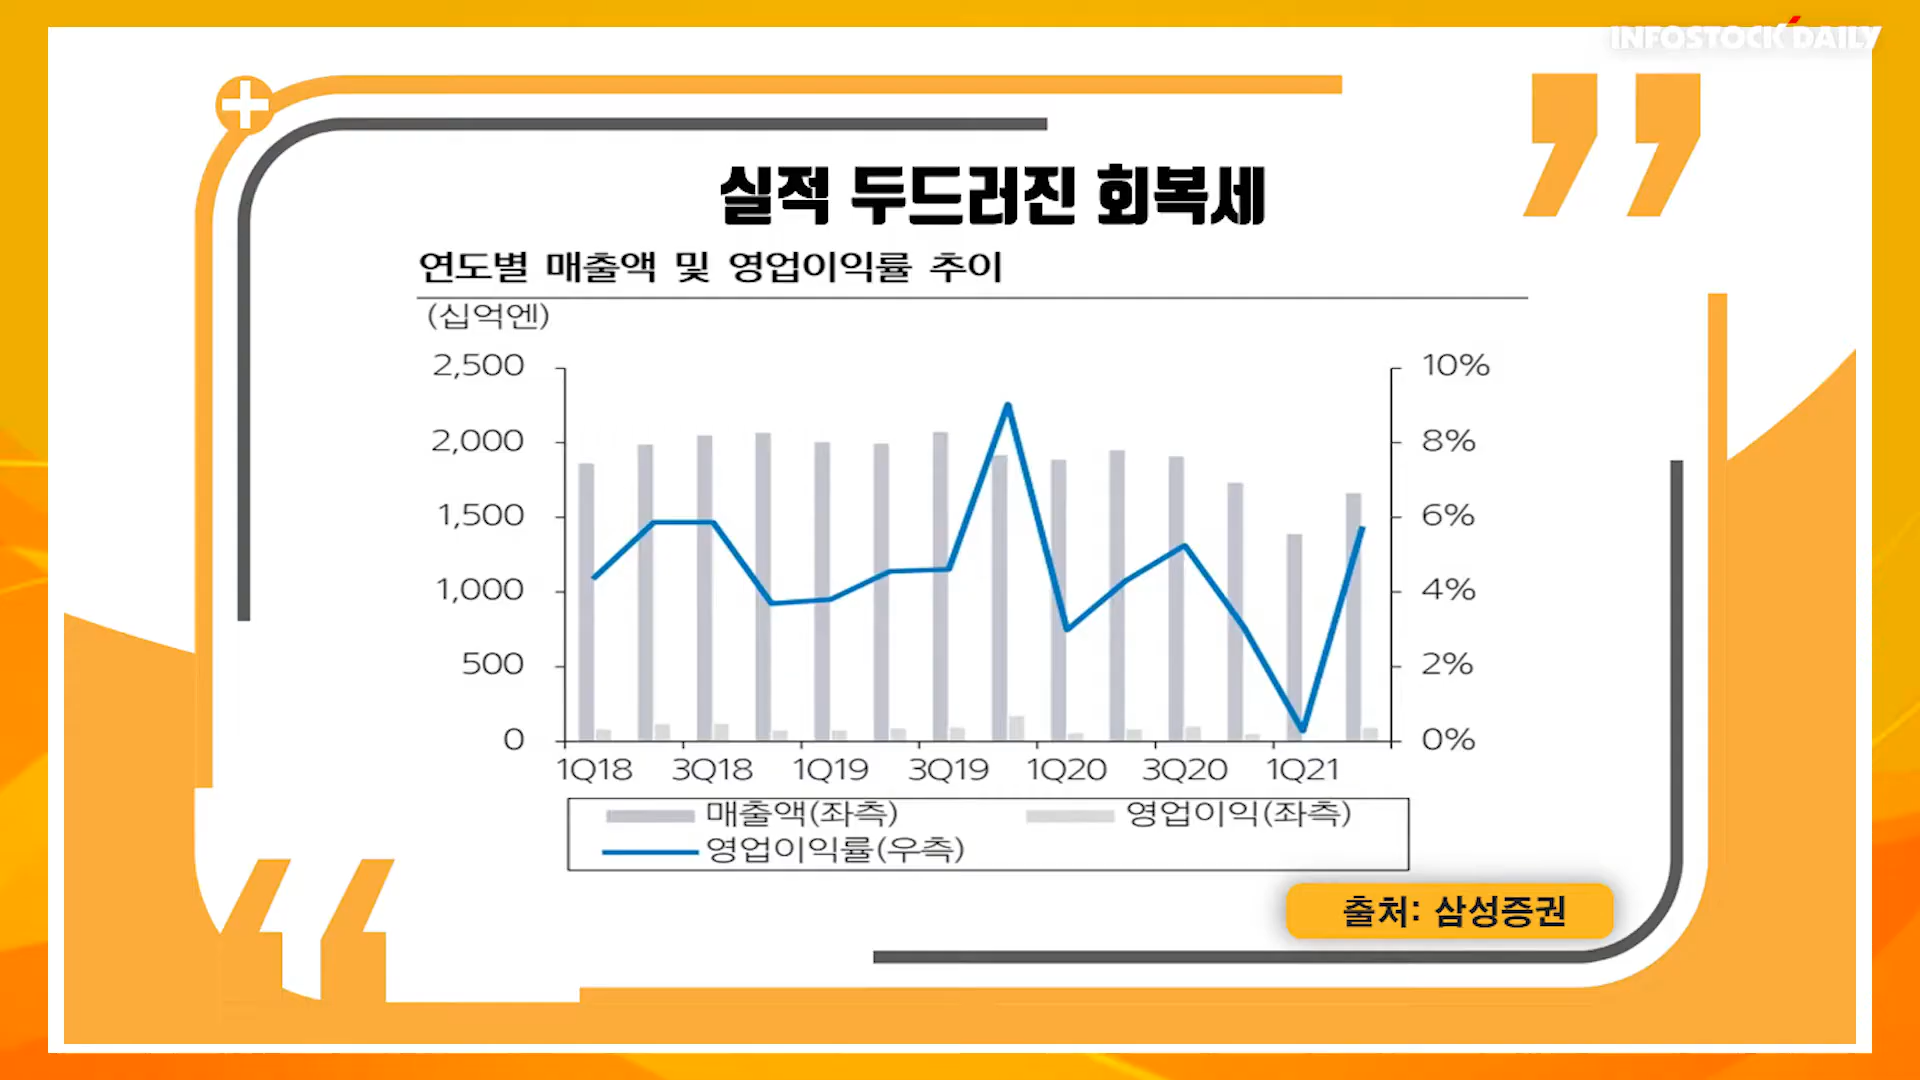 INFOSTOCK DAILY
실적 두드러진 회복세
연도별 매출액 및 영업이익률 추이
(십억엔)
2,500
2,000
1,500
1,000
500
0
10%
8%
6%
4%
2%
0%
1Q18 3Q18 1Q19 3Q19 1Q20 3Q20 1Q21
매출액(좌측) 영업이익(좌측)
영업이익률(우측)
출처: 삼성증권